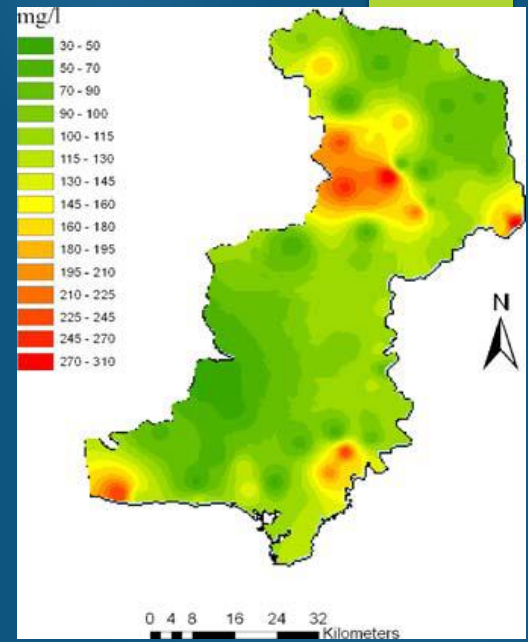 mg/l
30 - 50
50 - 70
70 - 90
90 - 100
100 - 115
115 - 130
130 - 145
145 - 160
160 - 180
180 - 195
195 - 210
210 - 225
225 - 245
245 - 270
270 - 310
N
0 4 8 16 24 32
Kilometers